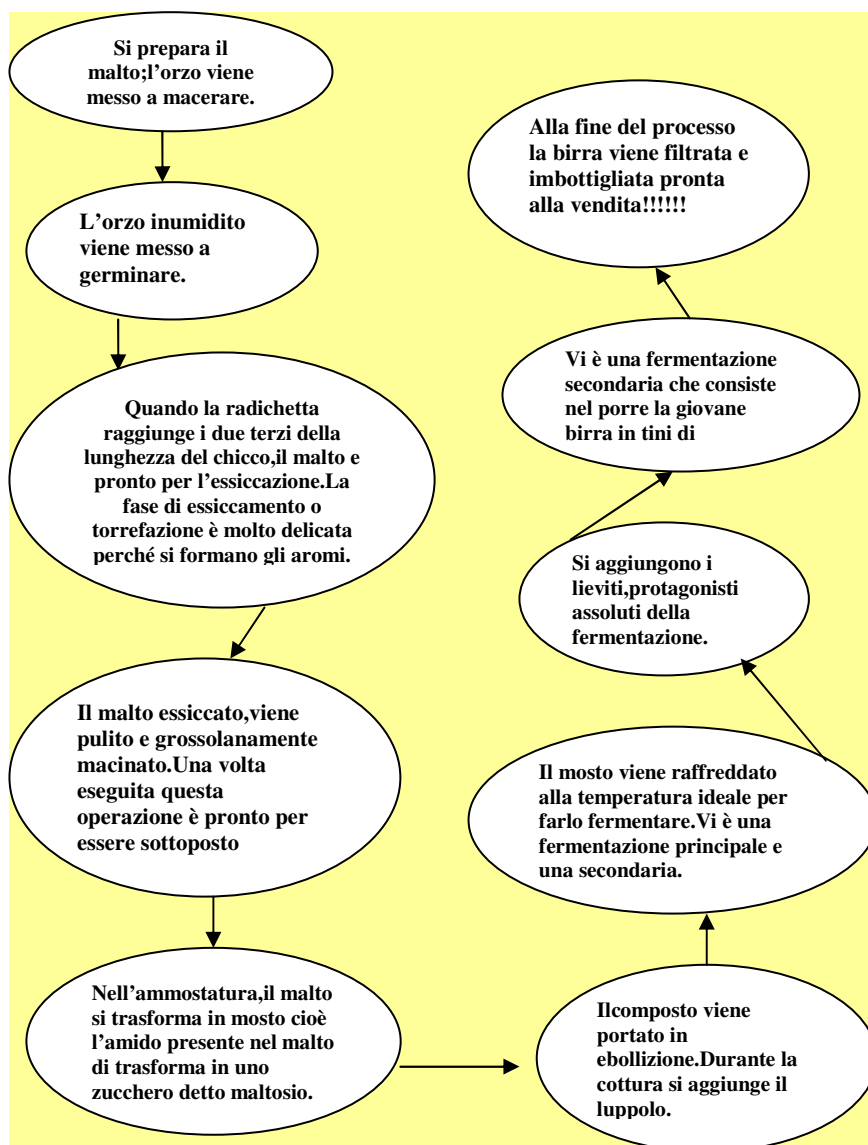 Si prepara il
malto;l'orzo viene
messo a macerare.
L'orzo inumidito
viene messo a
germinare.
Quando la radichetta
raggiunge i due terzi della
lunghezza del chicco,il malto e
pronto per l'essiccazione.La
fase di essiccamento o
torrefazione è molto delicata
perché si formano gli aromi.
Il malto essiccato,viene
pulito e grossolanamente
macinato.Una volta
eseguita questa
operazione è pronto per
essere sottoposto
Nell'ammostatura,il malto
si trasforma in mosto cioè
l'amido presente nel malto
di trasforma in uno
zucchero detto maltosio.
Ilcomposto viene
portato in
ebollizione.Durante la
cottura si aggiunge il
luppolo.
Il mosto viene raffreddato
alla temperatura ideale per
farlo fermentare.Vi è una
fermentazione principale e
una secondaria.
Si aggiungono i
lieviti,protagonisti
assoluti della
fermentazione.
Vi è una fermentazione
secondaria che consiste
nel porre la giovane
birra in tini di
Alla fine del processo
la birra viene filtrata e
imbottigliata pronta
alla vendita!!!!!!